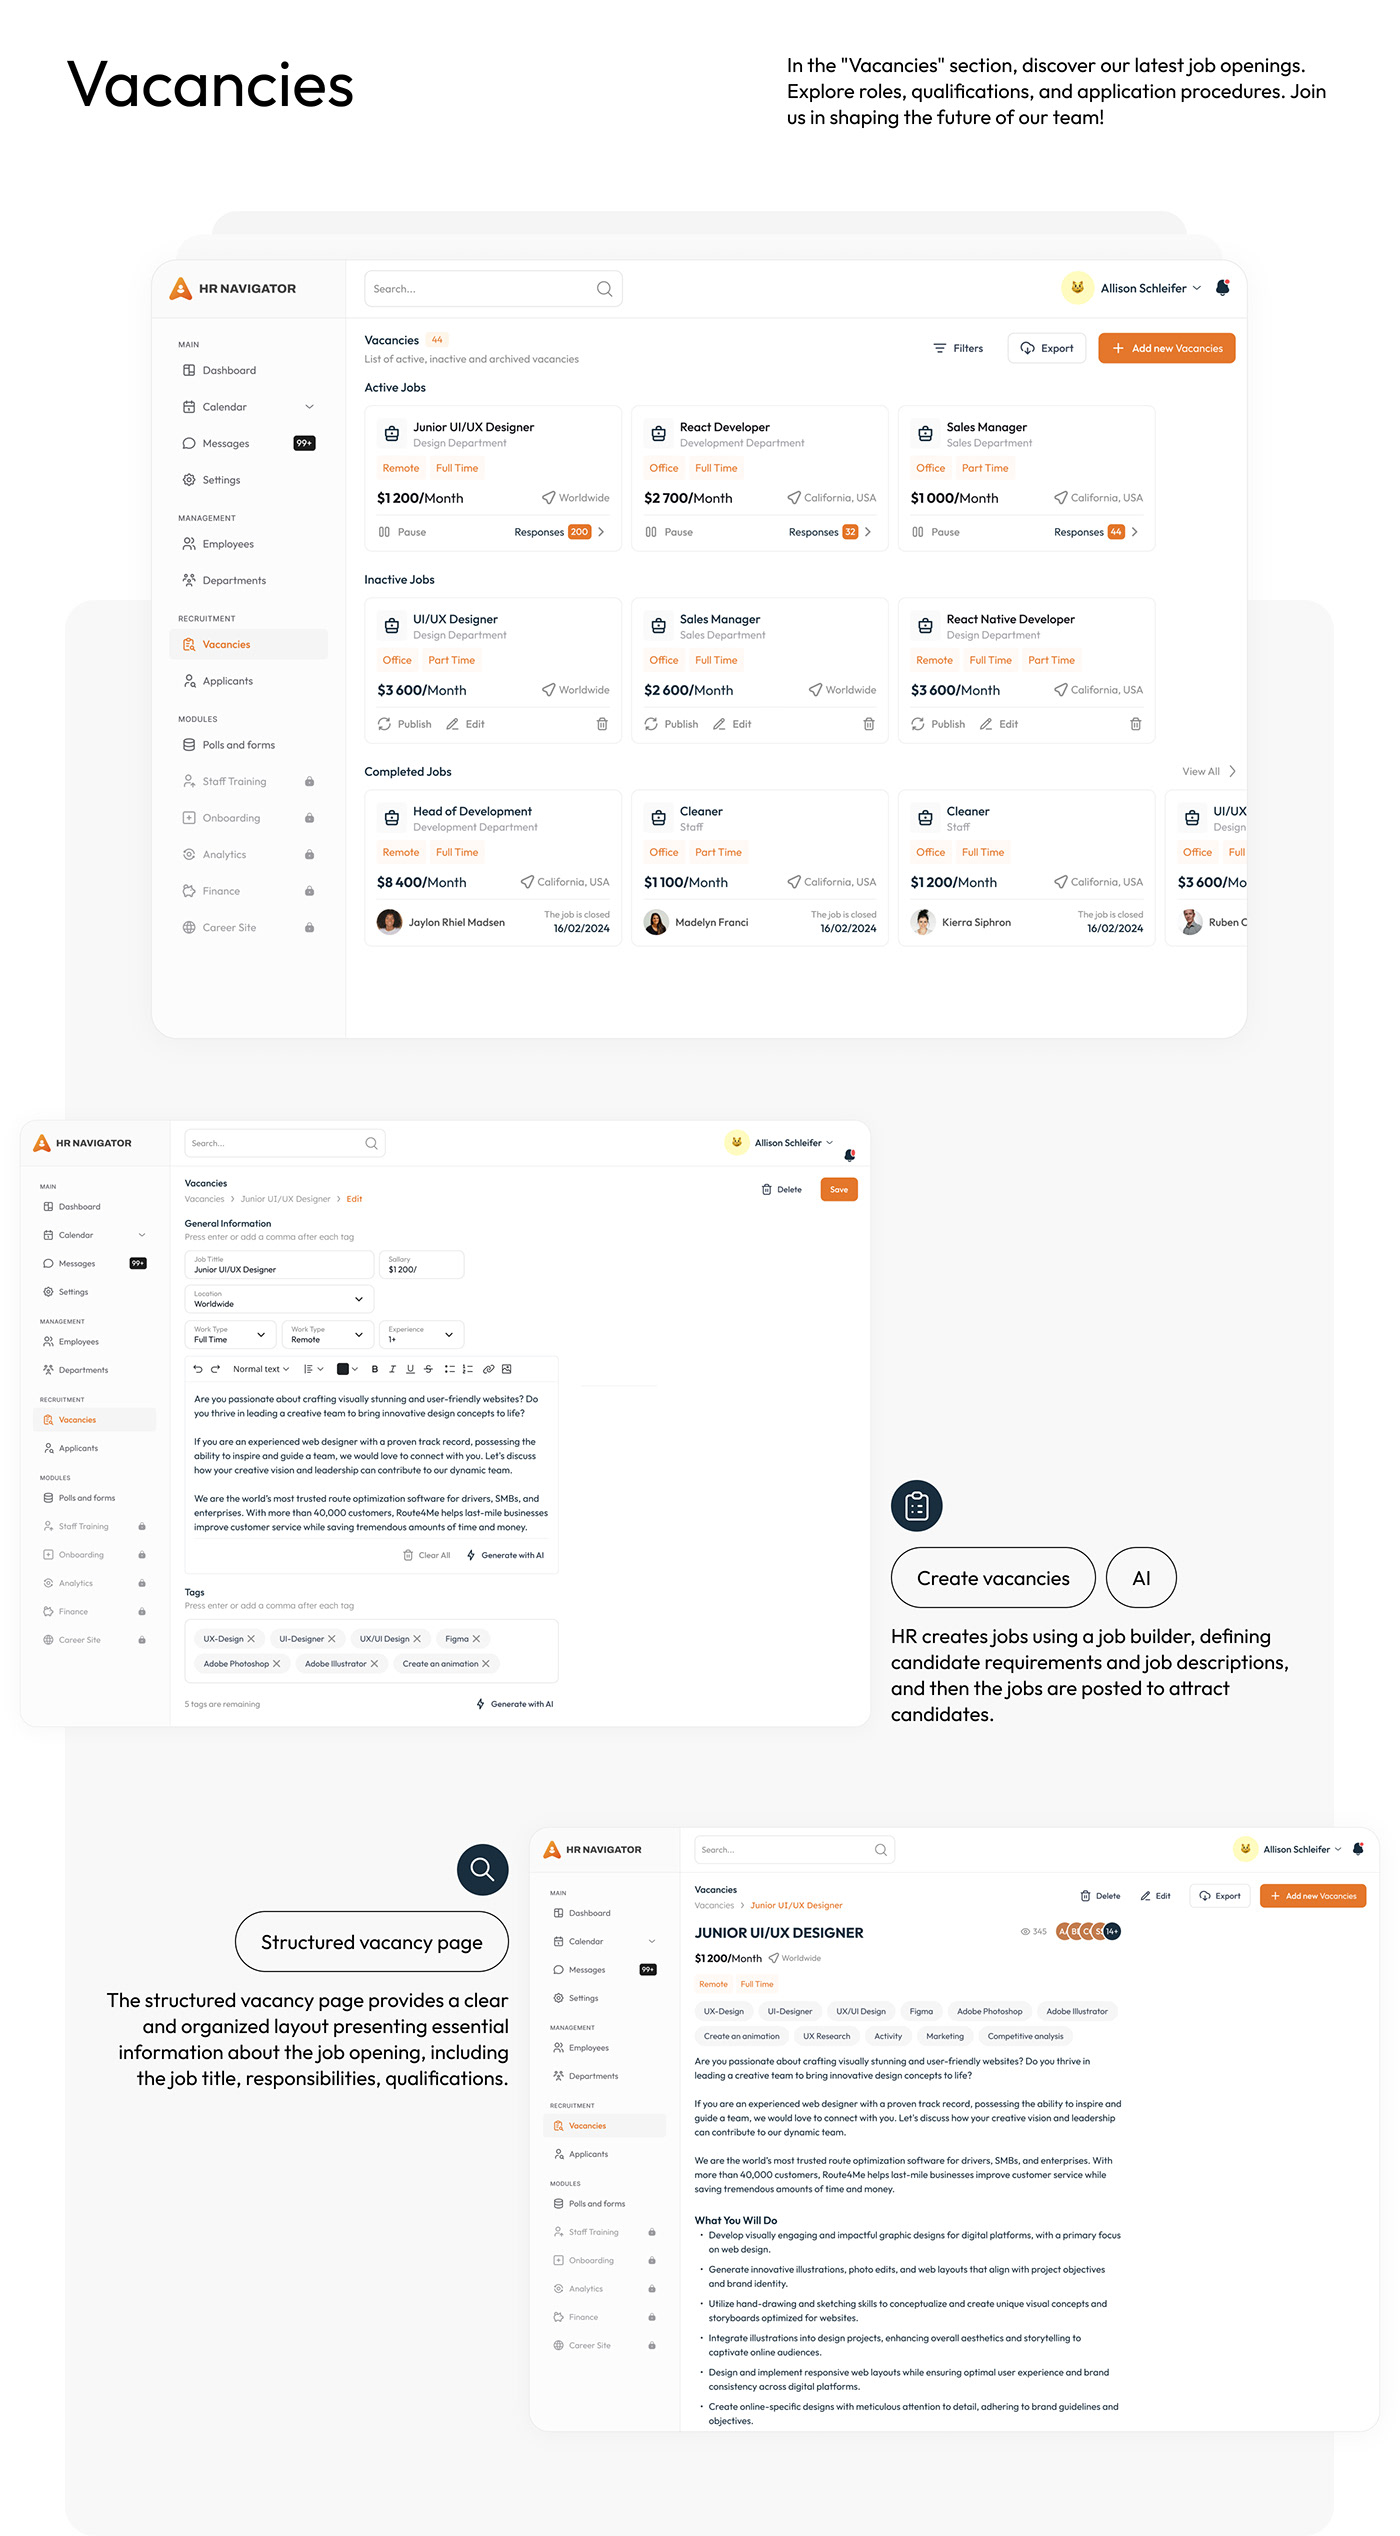 Vacancies
In the "Vacancies" section, discover our latest job openings.
Explore roles, qualifications, and application procedures. Join
us in shaping the future of our team!
HR NAVIGATOR
Search...
Allison Schleifer
MAIN
Dashboard
Calendar
Messages 99+
Settings
MANAGEMENT
Employees
Departments
RECRUITMENT
Vacancies
Applicants
MODULES
Polls and forms
Staff Training
Onboarding
Analytics
Finance
Career Site
Vacancies 44
List of active, inactive and archived vacancies
Filters Export + Add new Vacancies
Active Jobs
Junior UI/UX Designer
Design Department
Remote Full Time
$1 200/Month Worldwide
Pause Responses 200
React Developer
Development Department
Office Full Time
$2 700/Month California, USA
Pause Responses 32
Sales Manager
Sales Department
Office Part Time
$1 000/Month California, USA
Pause Responses 44
Inactive Jobs
UI/UX Designer
Design Department
Office Part Time
$3 600/Month Worldwide
Publish Edit
Sales Manager
Sales Department
Office Full Time
$2 600/Month Worldwide
Publish Edit
React Native Developer
Design Department
Remote Full Time Part Time
$3 600/Month California, USA
Publish Edit
Completed Jobs View All
Head of Development
Development Department
Remote Full Time
$8 400/Month California, USA
Jaylon Rhiel Madsen The job is closed
16/02/2024
Cleaner
Staff
Office Part Time
$1 100/Month California, USA
Madelyn Franci The job is closed
16/02/2024
Cleaner
Staff
Office Full Time
$1 200/Month California, USA
Kierra Siphron The job is closed
16/02/2024
UI/UX
Design
Office Full
$3 600/Mo
Ruben C
HR NAVIGATOR
Search...
Allison Schleifer
MAIN
Dashboard
Calendar
Messages 99+
Settings
MANAGEMENT
Employees
Departments
RECRUITMENT
Vacancies
Applicants
MODULES
Polls and forms
Staff Training
Onboarding
Analytics
Finance
Career Site
Vacancies
Vacancies > Junior UI/UX Designer > Edit
Delete Save
General Information
Press enter or add a comma after each tag
Job Tittle
Junior UI/UX Designer
Sallary
$1 200/
Location
Worldwide
Work Type
Full Time
Work Type
Remote
Experience
1+
Normal text B I U S
Are you passionate about crafting visually stunning and user-friendly websites? Do
you thrive in leading a creative team to bring innovative design concepts to life?
If you are an experienced web designer with a proven track record, possessing the
ability to inspire and guide a team, we would love to connect with you. Let's discuss
how your creative vision and leadership can contribute to our dynamic team.
We are the world's most trusted route optimization software for drivers, SMBs, and
enterprises. With more than 40,000 customers, Route4Me helps last-mile businesses
improve customer service while saving tremendous amounts of time and money.
Clear All Generate with AI
Tags
Press enter or add a comma after each tag
UX-Design UI-Designer UX/UI Design Figma
Adobe Photoshop Adobe Illustrator Create an animation
5 tags are remaining Generate with AI
Create vacancies AI
HR creates jobs using a job builder, defining
candidate requirements and job descriptions,
and then the jobs are posted to attract
candidates.
Structured vacancy page
The structured vacancy page provides a clear
and organized layout presenting essential
information about the job opening, including
the job title, responsibilities, qualifications.
HR NAVIGATOR
Search...
Allison Schleifer
MAIN
Dashboard
Calendar
Messages 99+
Settings
MANAGEMENT
Employees
Departments
RECRUITMENT
Vacancies
Applicants
MODULES
Polls and forms
Staff Training
Onboarding
Analytics
Finance
Career Site
Vacancies
Vacancies > Junior UI/UX Designer
Delete Edit Export + Add new Vacancies
JUNIOR UI/UX DESIGNER
345 14+
$1 200/Month Worldwide
Remote Full Time
UX-Design UI-Designer UX/UI Design Figma Adobe Photoshop Adobe Illustrator
Create an animation UX Research Activity Marketing Competitive analysis
Are you passionate about crafting visually stunning and user-friendly websites? Do you thrive in
leading a creative team to bring innovative design concepts to life?
If you are an experienced web designer with a proven track record, possessing the ability to inspire and
guide a team, we would love to connect with you. Let's discuss how your creative vision and leadership
can contribute to our dynamic team.
We are the world's most trusted route optimization software for drivers, SMBs, and enterprises. With
more than 40,000 customers, Route4Me helps last-mile businesses improve customer service while
saving tremendous amounts of time and money.
What You Will Do
• Develop visually engaging and impactful graphic designs for digital platforms, with a primary focus
on web design.
• Generate innovative illustrations, photo edits, and web layouts that align with project objectives
and brand identity.
• Utilize hand-drawing and sketching skills to conceptualize and create unique visual concepts and
storyboards optimized for websites.
• Integrate illustrations into design projects, enhancing overall aesthetics and storytelling to
captivate online audiences.
• Design and implement responsive web layouts while ensuring optimal user experience and brand
consistency across digital platforms.
• Create online-specific designs with meticulous attention to detail, adhering to brand guidelines and
objectives.